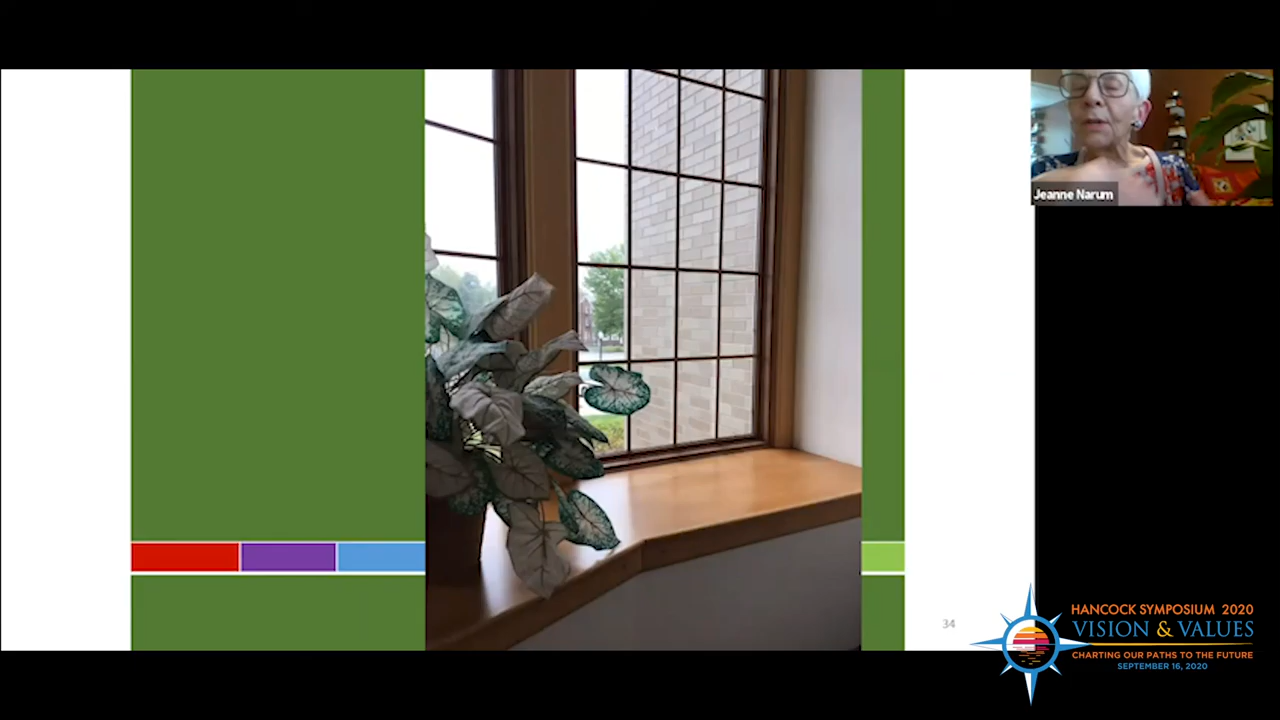 Jeanne Narum
34
HANCOCK SYMPOSIUM 2020
VISION & VALUES
CHARTING OUR PATHS TO THE FUTURE
SEPTEMBER 16, 2020